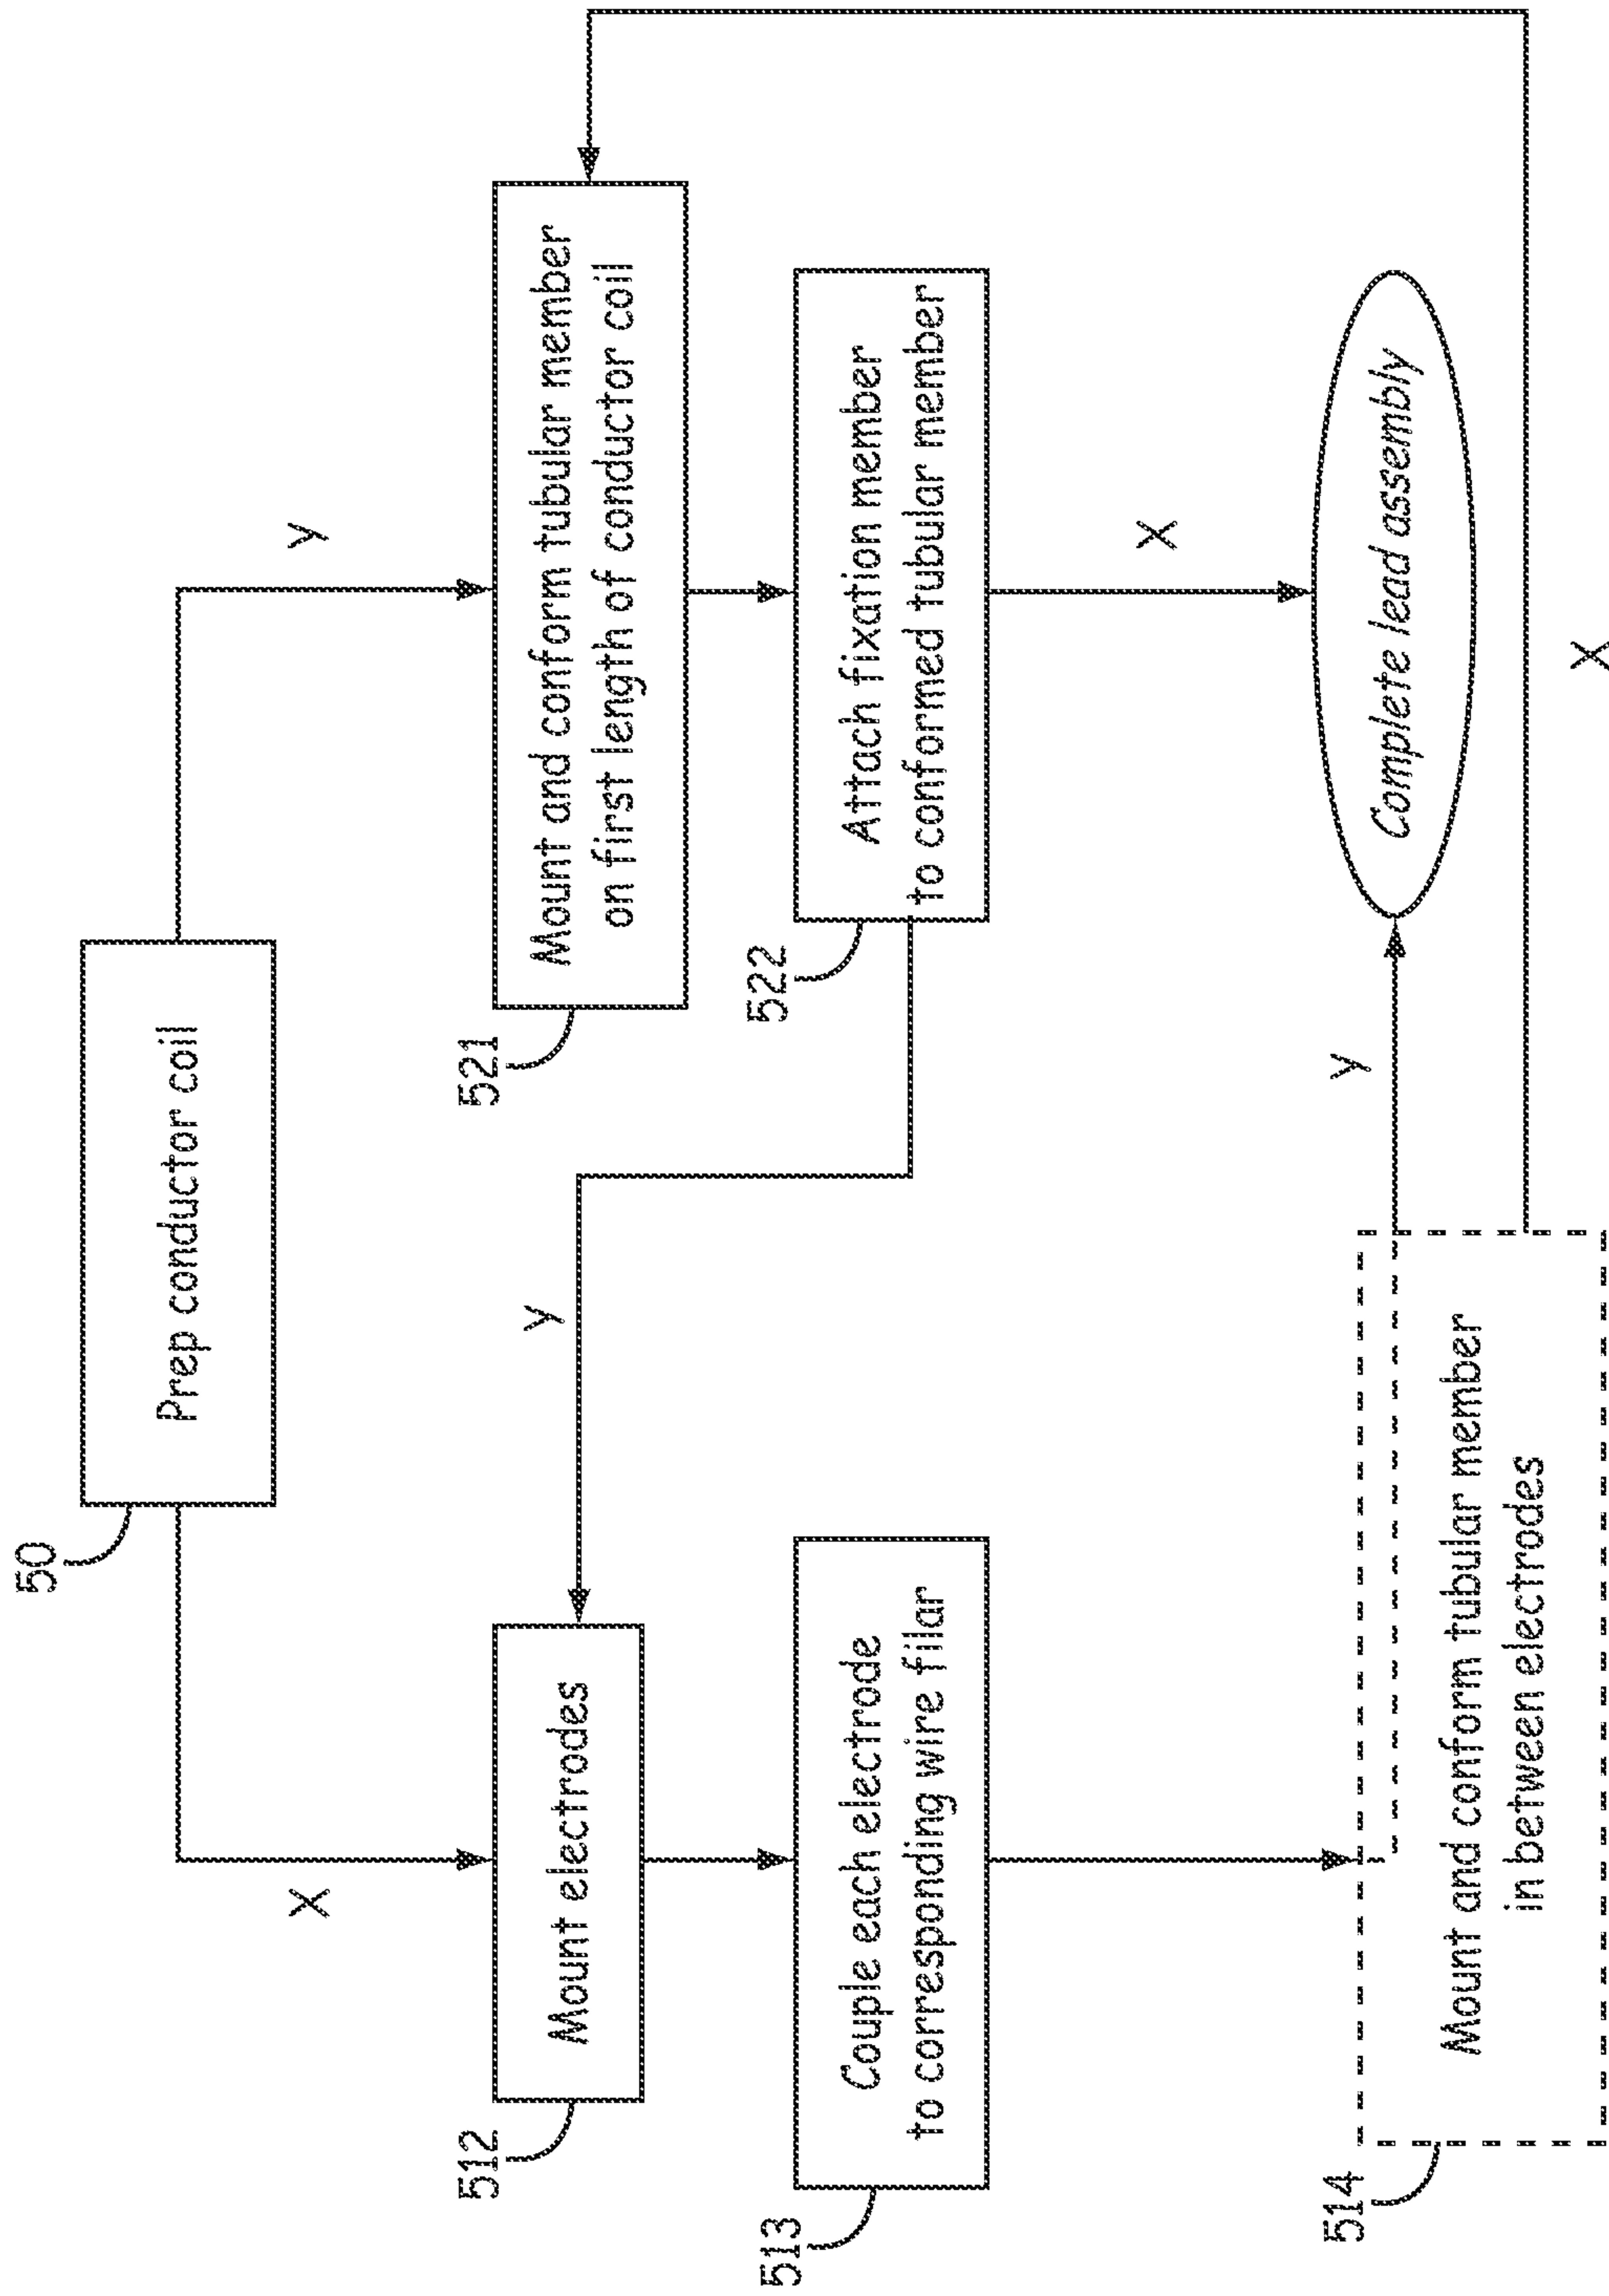 50
Prep conductor coil
X
y
512
Mount electrodes
y
521
Mount and conform tubular member
on first length of conductor coil
513
Couple each electrode
to corresponding wire filar
522
Attach fixation member
to conformed tubular member
X
514
Mount and conform tubular member
in between electrodes
y
Complete lead assembly
X